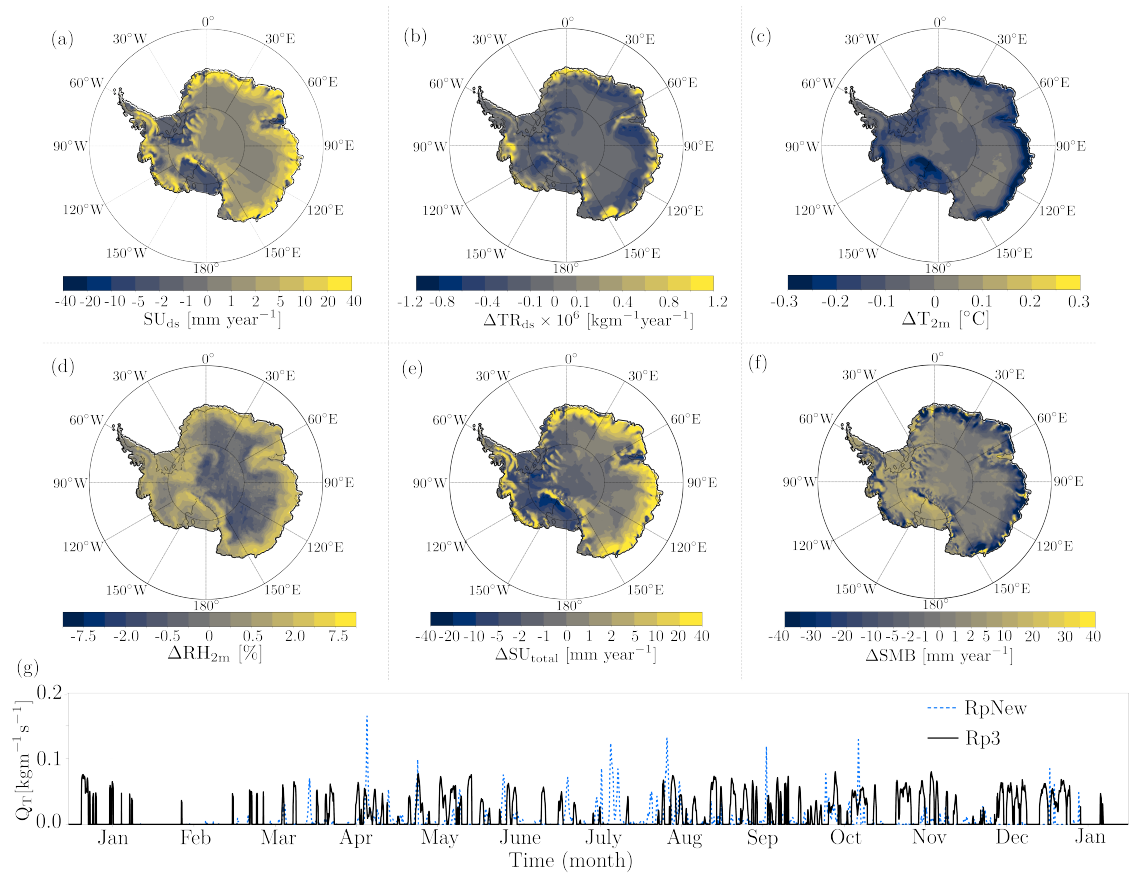 (a)
0°
30°W
30°E
60°W
60°E
90°W
90°E
120°W
120°E
150°W
150°E
180°
-40 -20 -10 -5 -2 -1 0 1 2 5 10 20 40
SU_ds [mm year⁻¹]
(b)
0°
30°W
30°E
60°W
60°E
90°W
90°E
120°W
120°E
150°W
150°E
180°
-1.2 -0.8 -0.4 -0.1 0 0.1 0.4 0.8 1.2
ΔTR_ds × 10⁶ [kgm⁻¹year⁻¹]
(c)
0°
30°W
30°E
60°W
60°E
90°W
90°E
120°W
120°E
150°W
150°E
180°
-0.3 -0.2 -0.1 0 0.1 0.2 0.3
ΔT_2m [°C]
(d)
0°
30°W
30°E
60°W
60°E
90°W
90°E
120°W
120°E
150°W
150°E
180°
-7.5 -2.0 -0.5 0 0.5 2.0 7.5
ΔRH_2m [%]
(e)
0°
30°W
30°E
60°W
60°E
90°W
90°E
120°W
120°E
150°W
150°E
180°
-40 -20 -10 -5 -2 -1 0 1 2 5 10 20 40
ΔSU_total [mm year⁻¹]
(f)
0°
30°W
30°E
60°W
60°E
90°W
90°E
120°W
120°E
150°W
150°E
180°
-40 -30 -20 -10 -5 -2 -1 0 1 2 5 10 20 30 40
ΔSMB [mm year⁻¹]
(g)
0.2
0.1
0.0
Q_T [kgm⁻¹s⁻¹]
RpNew
Rp3
Jan Feb Mar Apr May June July Aug Sep Oct Nov Dec Jan
Time (month)